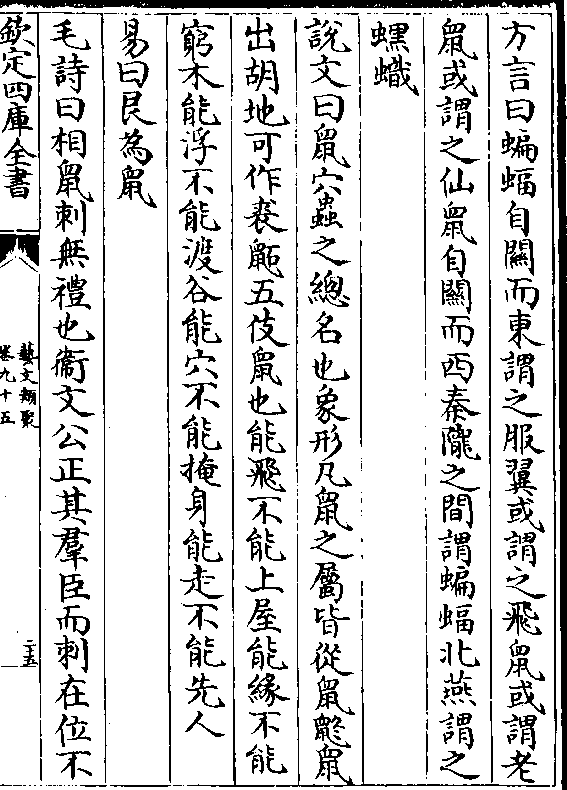 方言曰蝙蝠自關而東謂之服翼或謂之飛鼠或謂老
鼠或謂之仙鼠自關而西秦隴之間謂蝙蝠北燕謂之
蟔䘃
說文曰鼠穴蟲之總名也象形凡鼠之屬皆從鼠鼨鼠
出胡地可作裘鼫五伎鼠也能飛不能上屋能緣不能
窮木能浮不能渡谷能穴不能掩身能走不能先人
易曰艮為鼠
毛詩曰相鼠刺無禮也衞文公正其羣臣而刺在位不
欽定四庫全書
藝文類聚
卷九十五
二五